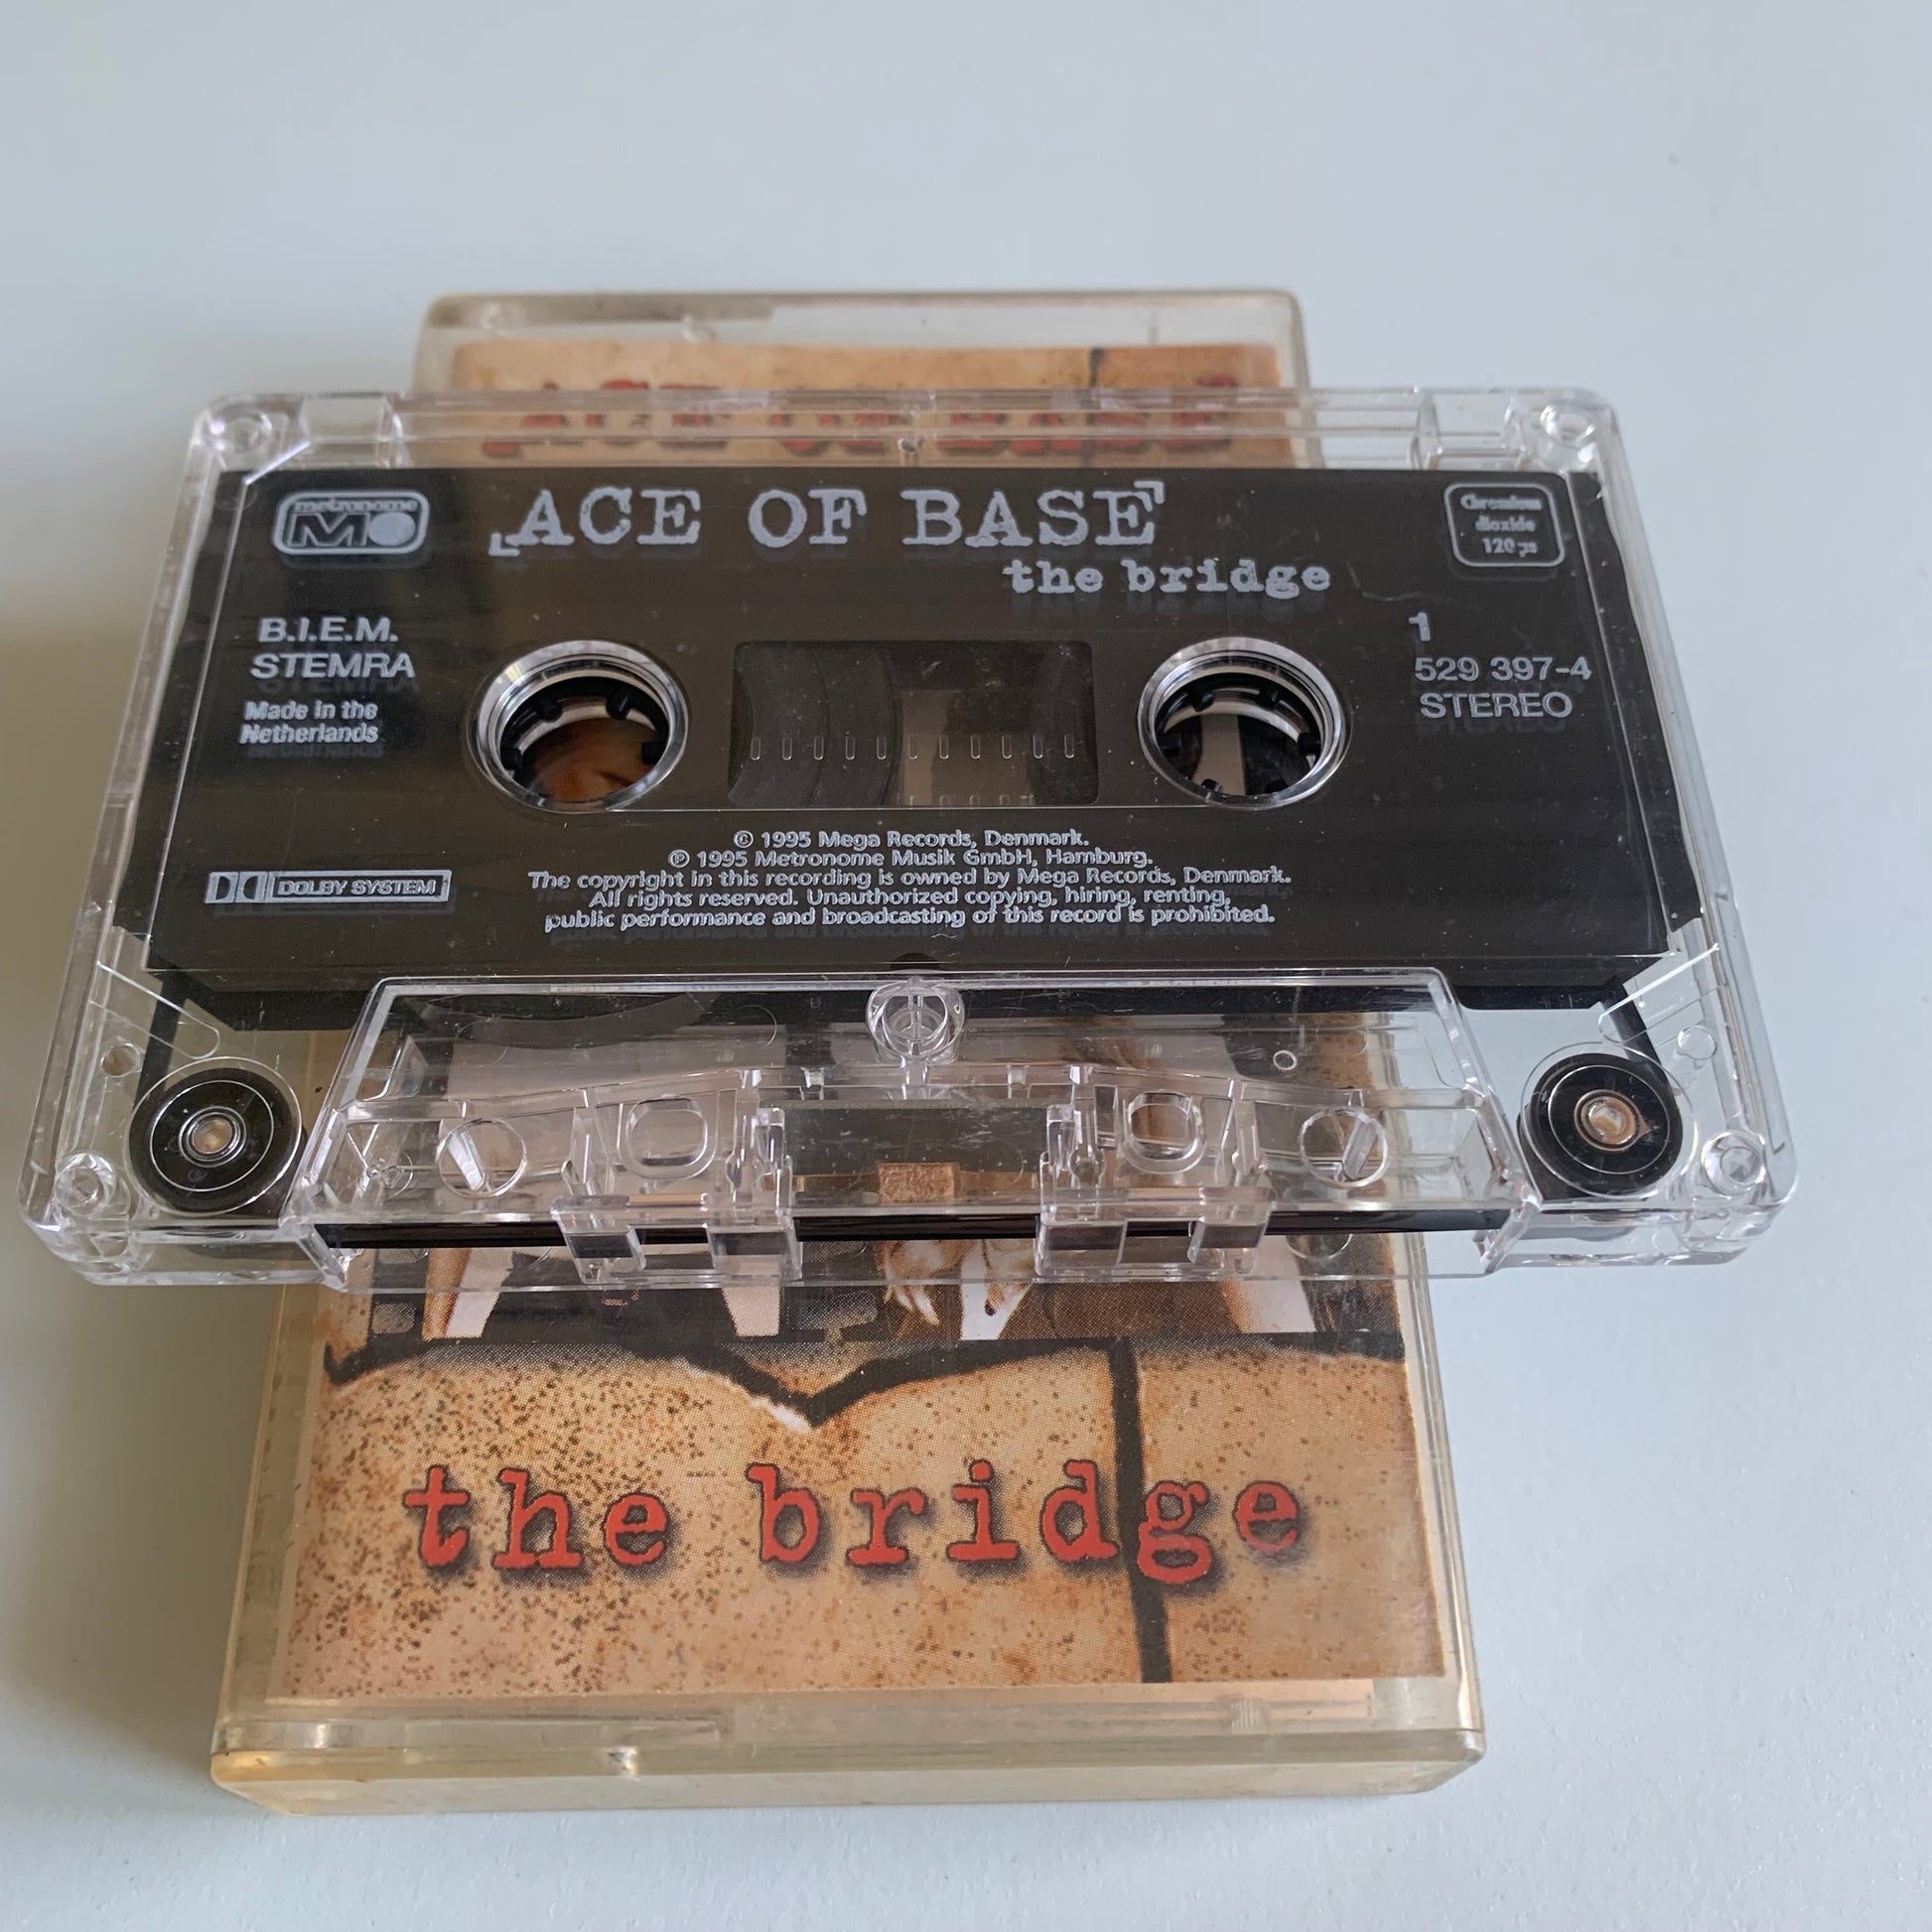 ACE OF BASE
metronome
M
ACE OF BASE
the bridge
Chromium
dioxide
120 µs
B.I.E.M.
STEMRA
Made in the
Netherlands
1
529 397-4
STEREO
© 1995 Mega Records, Denmark.
℗ 1995 Metronome Musik GmbH, Hamburg.
The copyright in this recording is owned by Mega Records, Denmark.
All rights reserved. Unauthorized copying, hiring, renting,
public performance and broadcasting of this record is prohibited.
DOLBY SYSTEM
the bridge